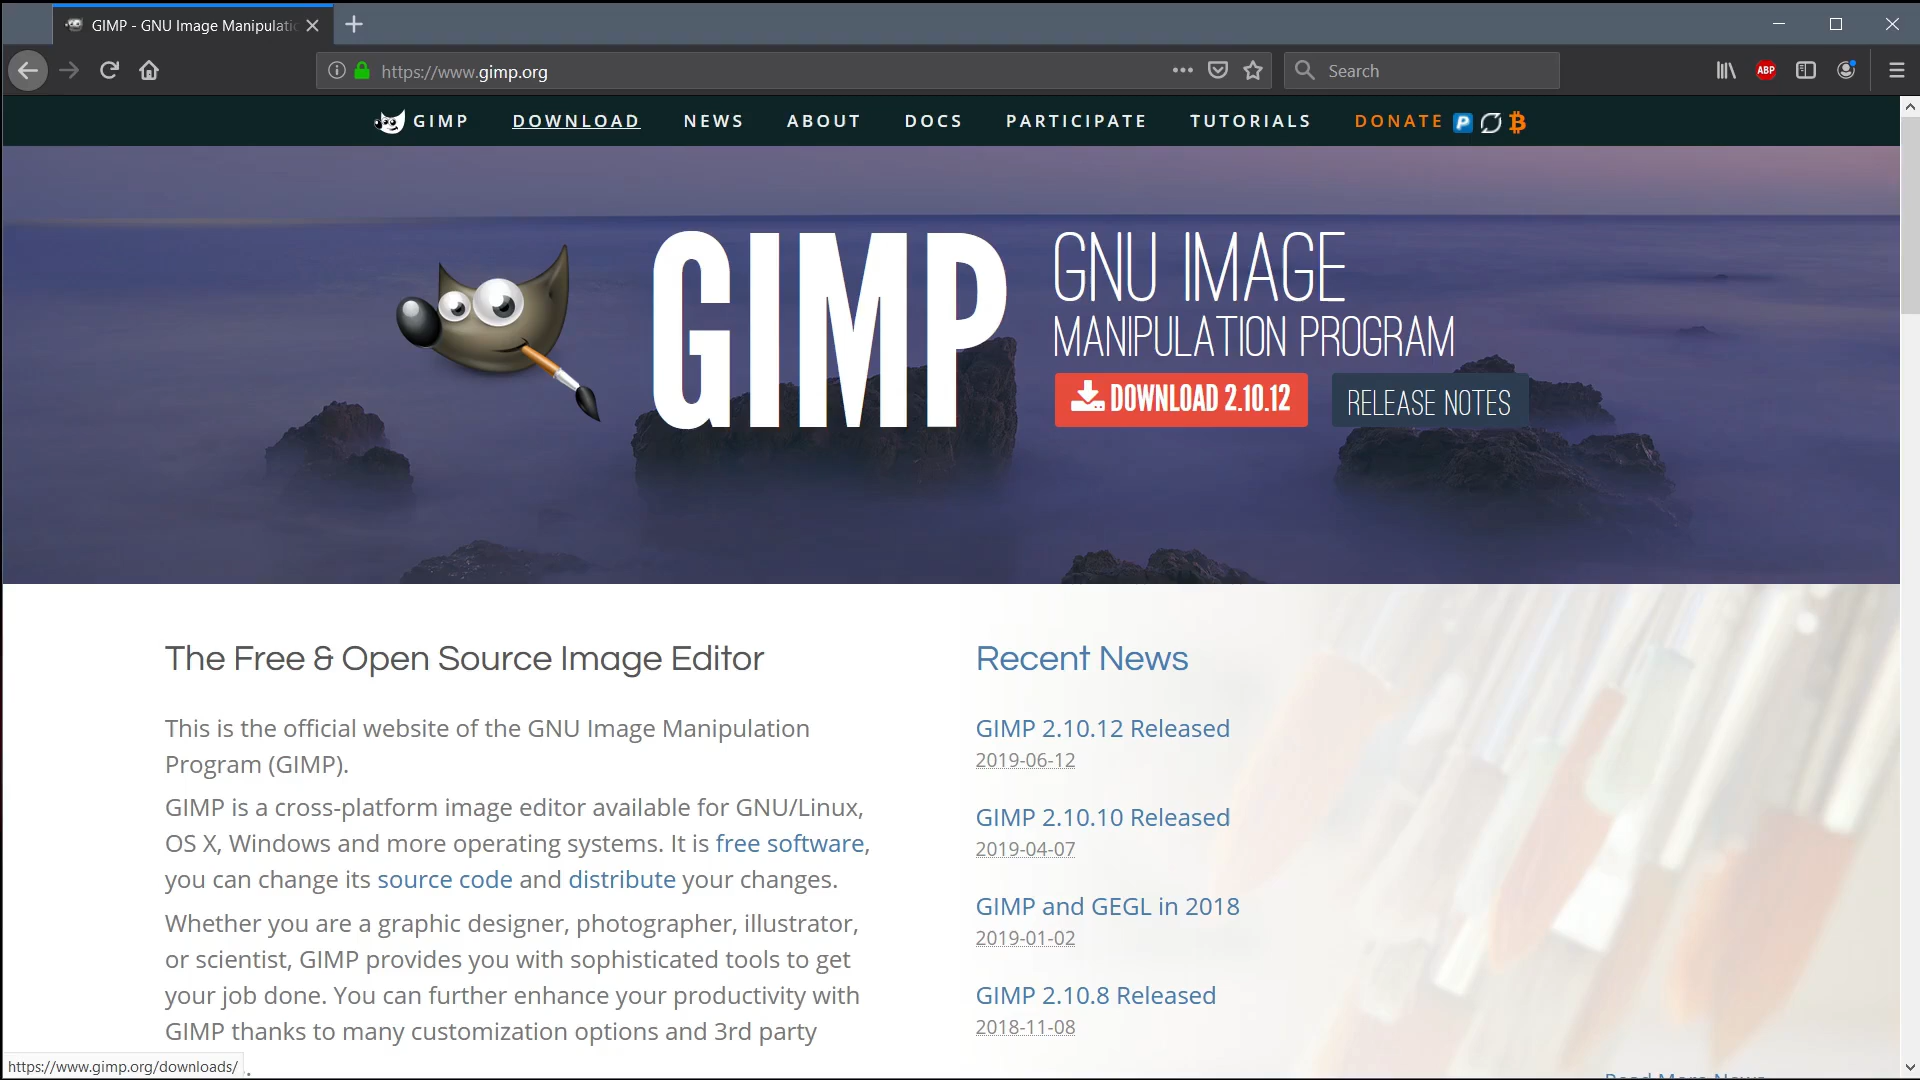 GIMP - GNU Image Manipulatic
https://www.gimp.org
Search
ABP
GIMP DOWNLOAD NEWS ABOUT DOCS PARTICIPATE TUTORIALS DONATE
GIMP
GNU IMAGE
MANIPULATION PROGRAM
DOWNLOAD 2.10.12 RELEASE NOTES
The Free & Open Source Image Editor
This is the official website of the GNU Image Manipulation
Program (GIMP).
GIMP is a cross-platform image editor available for GNU/Linux,
OS X, Windows and more operating systems. It is free software,
you can change its source code and distribute your changes.
Whether you are a graphic designer, photographer, illustrator,
or scientist, GIMP provides you with sophisticated tools to get
your job done. You can further enhance your productivity with
GIMP thanks to many customization options and 3rd party
Recent News
GIMP 2.10.12 Released
2019-06-12
GIMP 2.10.10 Released
2019-04-07
GIMP and GEGL in 2018
2019-01-02
GIMP 2.10.8 Released
2018-11-08
Read More News
https://www.gimp.org/downloads/